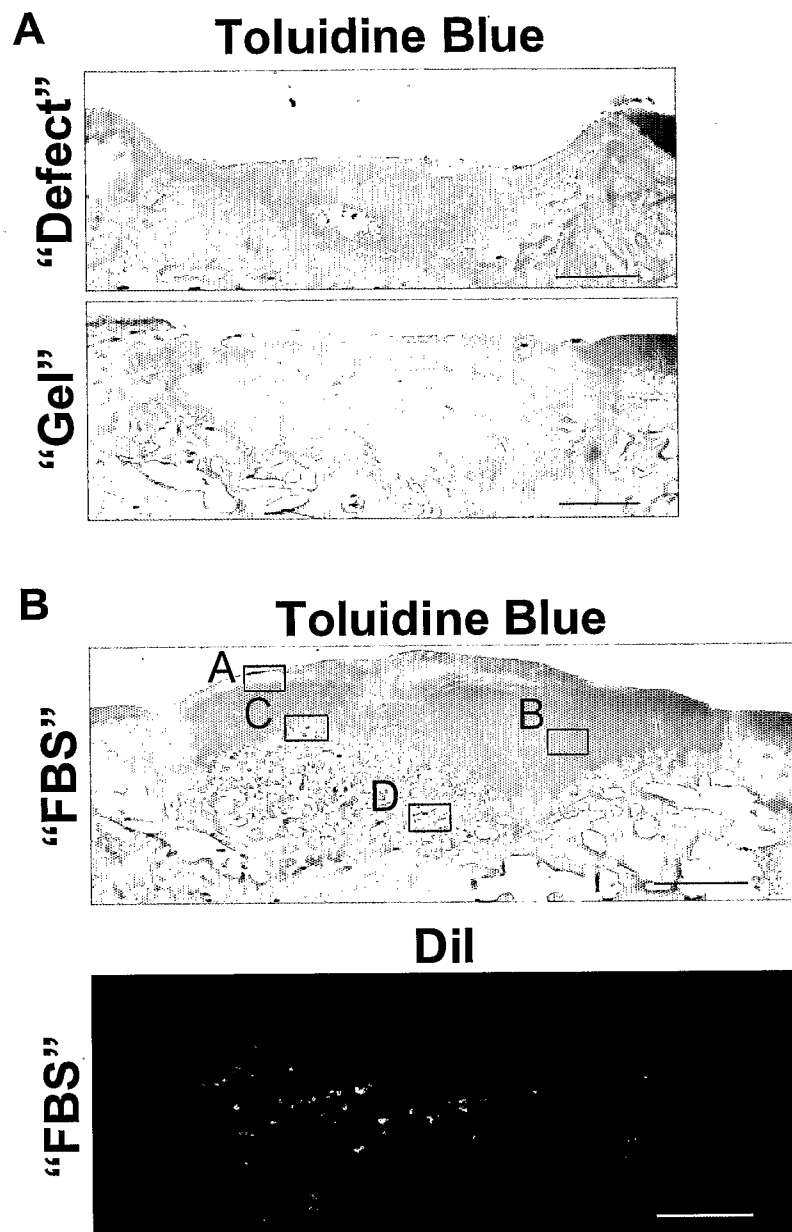 A
Toluidine Blue
“Defect”
“Gel”
B
Toluidine Blue
A
C
B
D
“FBS”
DiI
“FBS”